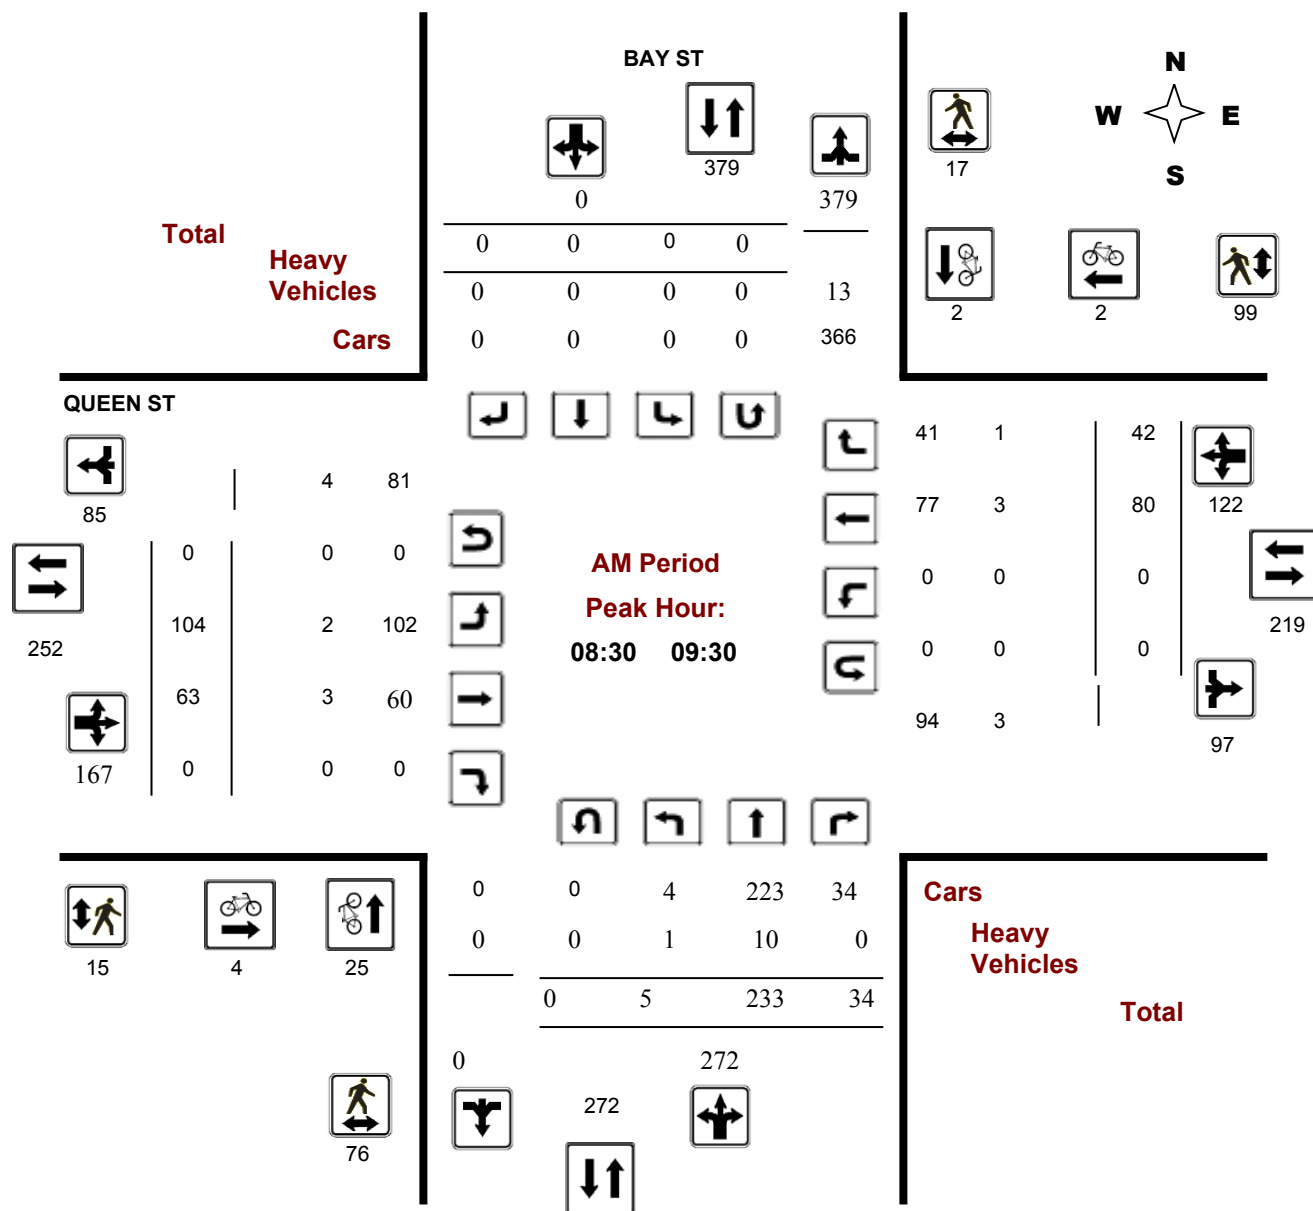 BAY ST
N
W E
S
379
17
0 379
Total
0 0 0 0
Heavy
Vehicles
0 0 0 0 13
2 2 99
Cars
0 0 0 0 366
QUEEN ST
41 1 42
4 81
85
77 3 80 122
0 0 0
AM Period
0 0 0
Peak Hour:
104 2 102
219
252
08:30 09:30
0 0 0
63 3 60
94 3
97
167
0 0 0
0 0 4 223 34
Cars
0 0 1 10 0
Heavy
Vehicles
15 4 25
0 5 233 34
Total
0 272
272
76